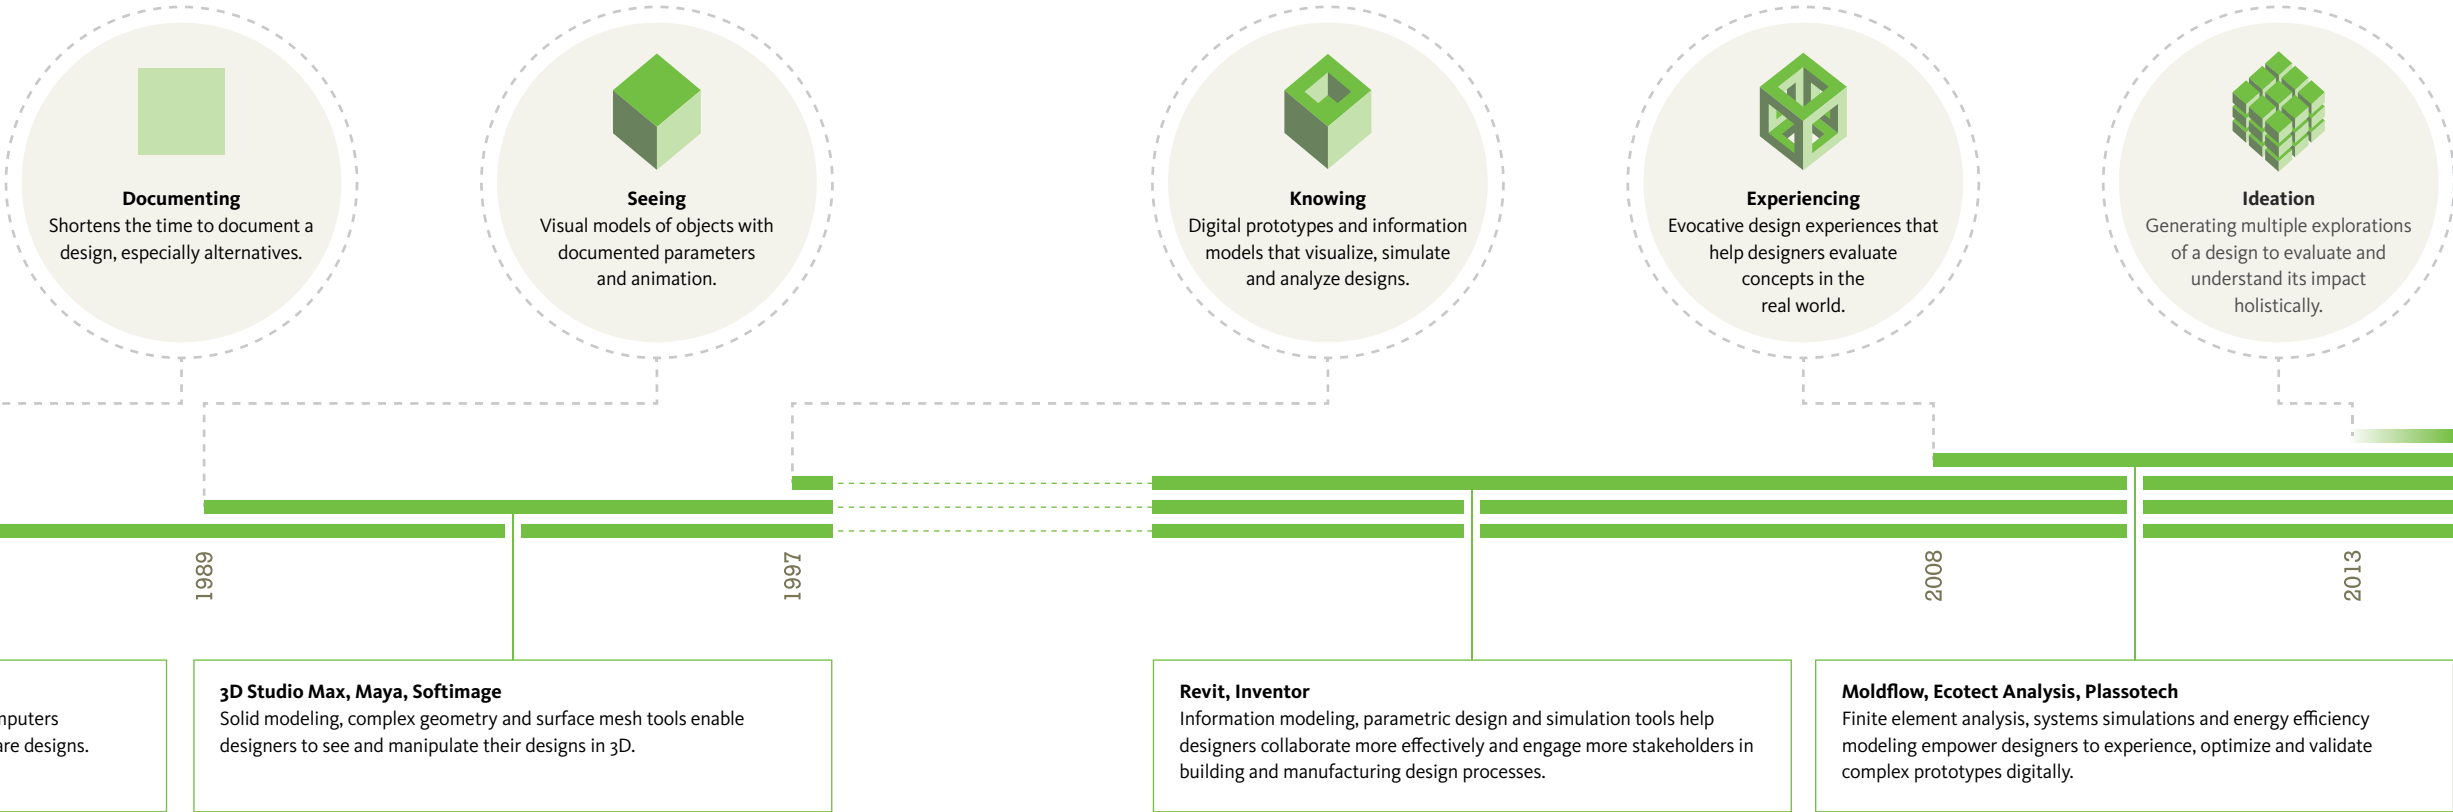 Documenting
Shortens the time to document a
design, especially alternatives.
Seeing
Visual models of objects with
documented parameters
and animation.
Knowing
Digital prototypes and information
models that visualize, simulate
and analyze designs.
Experiencing
Evocative design experiences that
help designers evaluate
concepts in the
real world.
Ideation
Generating multiple explorations
of a design to evaluate and
understand its impact
holistically.
1989
1997
2008
2013
are designs.
3D Studio Max, Maya, Softimage
Solid modeling, complex geometry and surface mesh tools enable
designers to see and manipulate their designs in 3D.
Revit, Inventor
Information modeling, parametric design and simulation tools help
designers collaborate more effectively and engage more stakeholders in
building and manufacturing design processes.
Moldflow, Ecotect Analysis, Plassotech
Finite element analysis, systems simulations and energy efficiency
modeling empower designers to experience, optimize and validate
complex prototypes digitally.